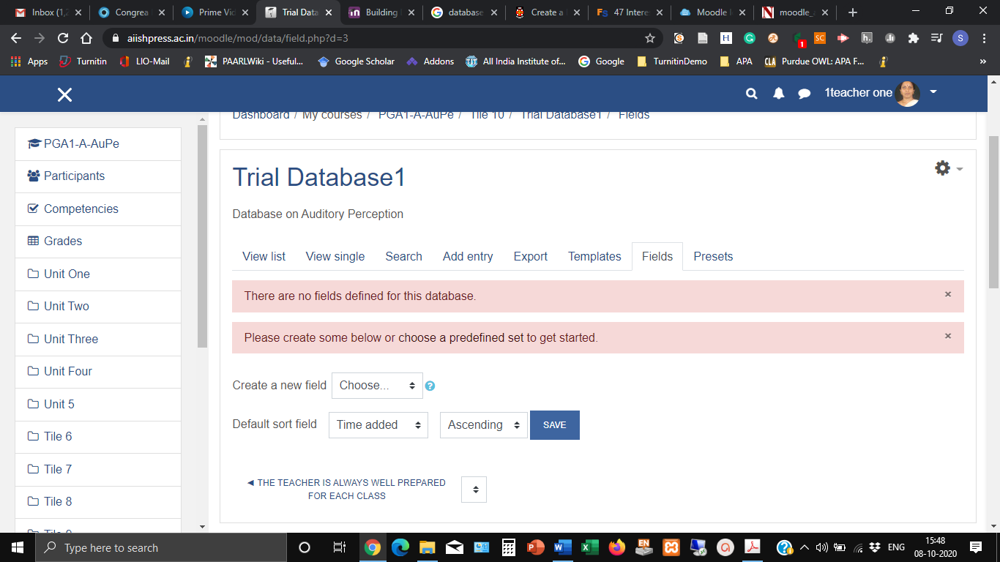 Inbox (1,2
Congrea
Prime Vid
Trial Data
Building
database
Create a
47 Intere
Moodle I
moodle_a
aiishpress.ac.in/moodle/mod/data/field.php?d=3
Apps
Turnitin
LIO-Mail
PAARLWiki - Useful...
Google Scholar
Addons
All India Institute of...
Google
TurnitinDemo
APA
Purdue OWL: APA F...
1teacher one
Dashboard / My courses / PGA1-A-AuPe / Tile 10 / Trial Database1 / Fields
PGA1-A-AuPe
Participants
Competencies
Grades
Unit One
Unit Two
Unit Three
Unit Four
Unit 5
Tile 6
Tile 7
Tile 8
Tile 9
Trial Database1
Database on Auditory Perception
View list
View single
Search
Add entry
Export
Templates
Fields
Presets
There are no fields defined for this database.
Please create some below or choose a predefined set to get started.
Create a new field Choose...
Default sort field Time added Ascending SAVE
◄ THE TEACHER IS ALWAYS WELL PREPARED
FOR EACH CLASS
Type here to search
ENG
15:48
08-10-2020